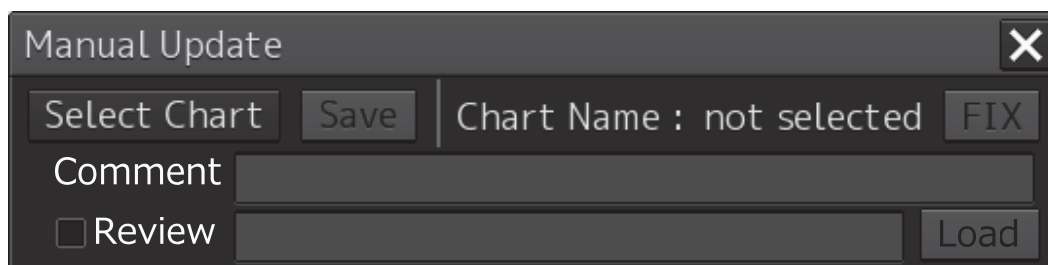 Manual Update
Select Chart Save Chart Name : not selected FIX
Comment
Review Load